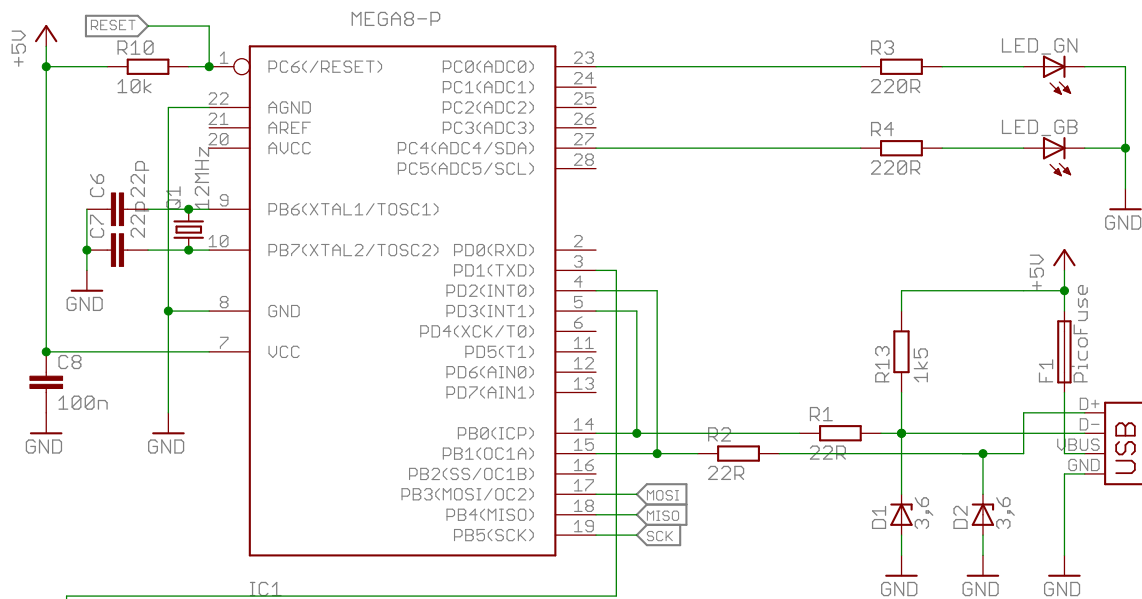 MEGA8-P
RESET
+5V
R10
10k
1
PC6(/RESET)
22
AGND
21
AREF
20
AVCC
C6
22p
C7
22p
Q1
12MHz
9
PB6(XTAL1/TOSC1)
10
PB7(XTAL2/TOSC2)
GND
8
GND
7
VCC
C8
100n
GND
GND
PC0(ADC0)
23
PC1(ADC1)
24
PC2(ADC2)
25
PC3(ADC3)
26
PC4(ADC4/SDA)
27
PC5(ADC5/SCL)
28
PD0(RXD)
2
PD1(TXD)
3
PD2(INT0)
4
PD3(INT1)
5
PD4(XCK/T0)
6
PD5(T1)
11
PD6(AIN0)
12
PD7(AIN1)
13
PB0(ICP)
14
PB1(OC1A)
15
PB2(SS/OC1B)
16
PB3(MOSI/OC2)
17
MOSI
PB4(MISO)
18
MISO
PB5(SCK)
19
SCK
IC1
R3
220R
LED_GN
R4
220R
LED_GB
GND
+5V
R13
1k5
F1
PicoFuse
R1
22R
R2
22R
D+
D-
VBUS
GND
USB
D1
3,6
D2
3,6
GND
GND
GND